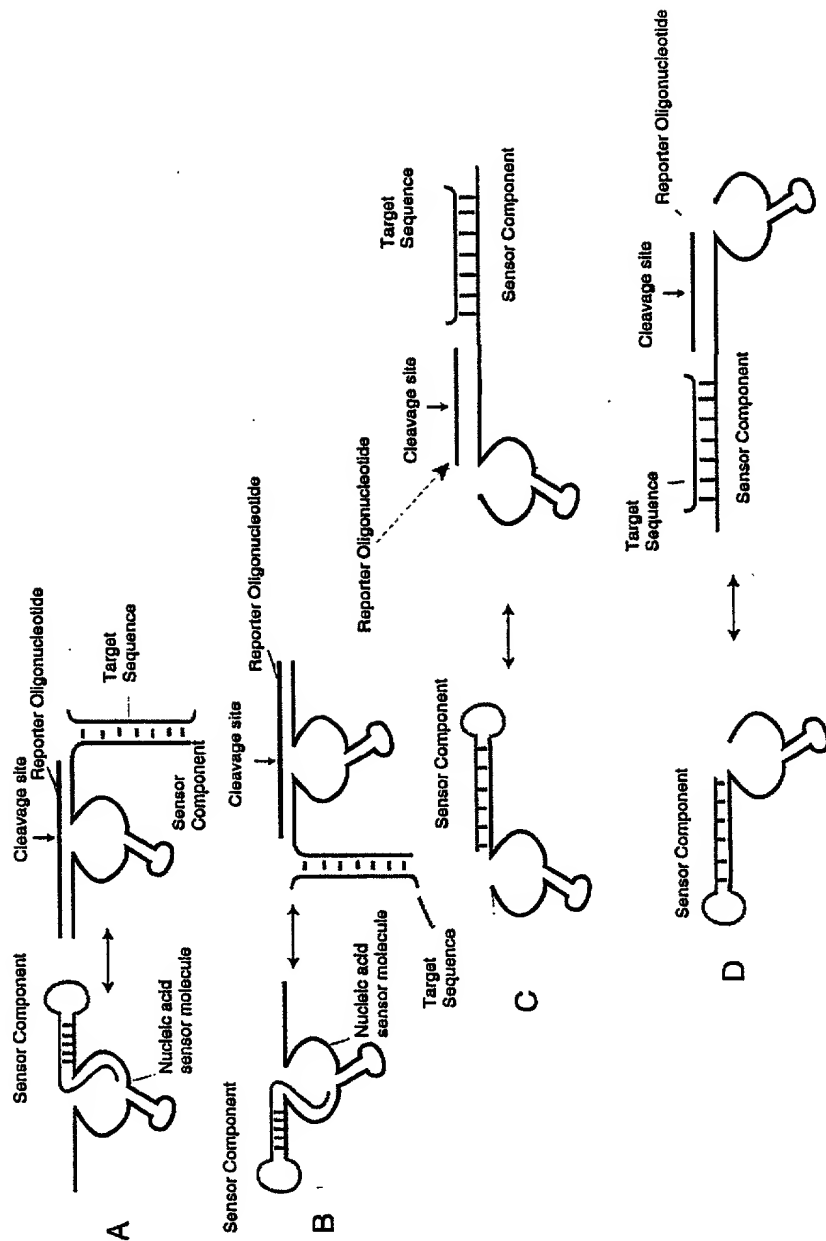 A
Sensor Component
Nucleic acid
sensor molecule
Cleavage site
Reporter Oligonucleotide
Target
Sequence
Sensor
Component
B
Sensor Component
Nucleic acid
sensor molecule
Cleavage site
Reporter Oligonucleotide
Target
Sequence
C
Sensor Component
Reporter Oligonucleotide
Cleavage site
Target
Sequence
Sensor Component
D
Sensor Component
Target
Sequence
Sensor Component
Cleavage site
Reporter Oligonucleotide